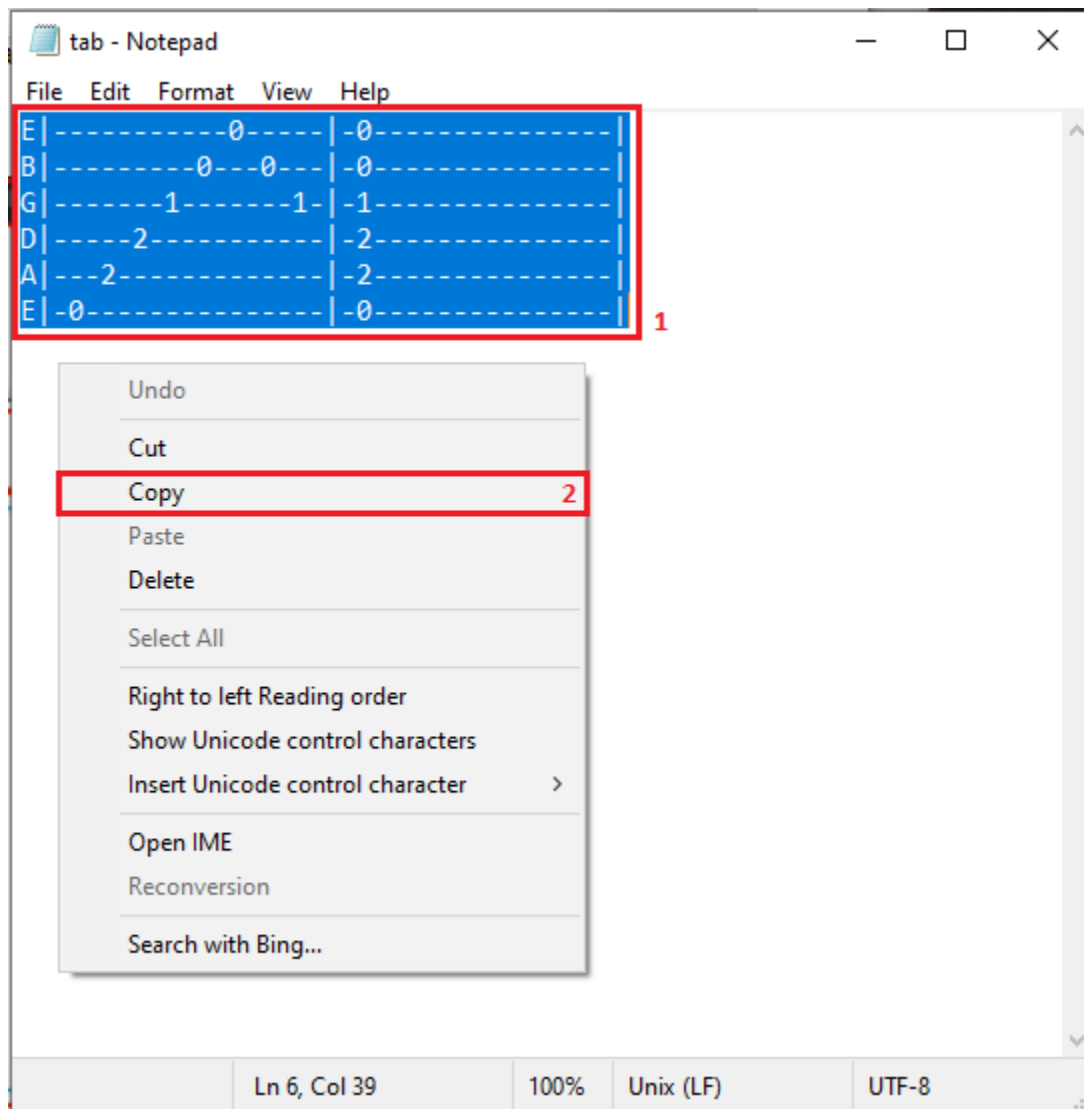 tab - Notepad
File Edit Format View Help
E|-----------0-----|-0---------------|
B|---------0---0---|-0---------------|
G|-------1-------1-|-1---------------|
D|-----2-----------|-2---------------|
A|---2-------------|-2---------------|
E|-0---------------|-0---------------|
1
Undo
Cut
Copy 2
Paste
Delete
Select All
Right to left Reading order
Show Unicode control characters
Insert Unicode control character
Open IME
Reconversion
Search with Bing...
Ln 6, Col 39 100% Unix (LF) UTF-8